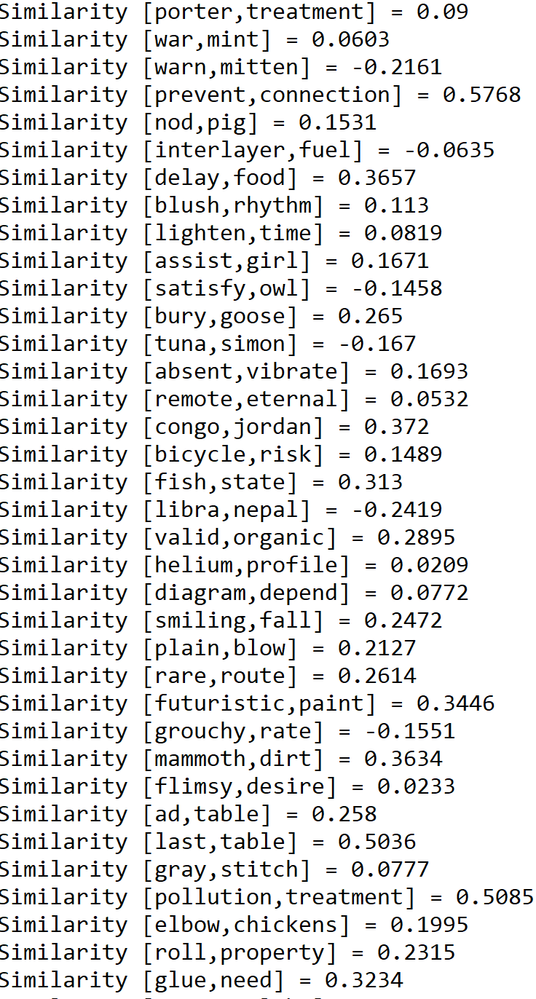 Similarity [porter,treatment] = 0.09
Similarity [war,mint] = 0.0603
Similarity [warn,mitten] = -0.2161
Similarity [prevent,connection] = 0.5768
Similarity [nod,pig] = 0.1531
Similarity [interlayer,fuel] = -0.0635
Similarity [delay,food] = 0.3657
Similarity [blush,rhythm] = 0.113
Similarity [lighten,time] = 0.0819
Similarity [assist,girl] = 0.1671
Similarity [satisfy,owl] = -0.1458
Similarity [bury,goose] = 0.265
Similarity [tuna,simon] = -0.167
Similarity [absent,vibrate] = 0.1693
Similarity [remote,eternal] = 0.0532
Similarity [congo,jordan] = 0.372
Similarity [bicycle,risk] = 0.1489
Similarity [fish,state] = 0.313
Similarity [libra,nepal] = -0.2419
Similarity [valid,organic] = 0.2895
Similarity [helium,profile] = 0.0209
Similarity [diagram,depend] = 0.0772
Similarity [smiling,fall] = 0.2472
Similarity [plain,blow] = 0.2127
Similarity [rare,route] = 0.2614
Similarity [futuristic,paint] = 0.3446
Similarity [grouchy,rate] = -0.1551
Similarity [mammoth,dirt] = 0.3634
Similarity [flimsy,desire] = 0.0233
Similarity [ad,table] = 0.258
Similarity [last,table] = 0.5036
Similarity [gray,stitch] = 0.0777
Similarity [pollution,treatment] = 0.5085
Similarity [elbow,chickens] = 0.1995
Similarity [roll,property] = 0.2315
Similarity [glue,need] = 0.3234